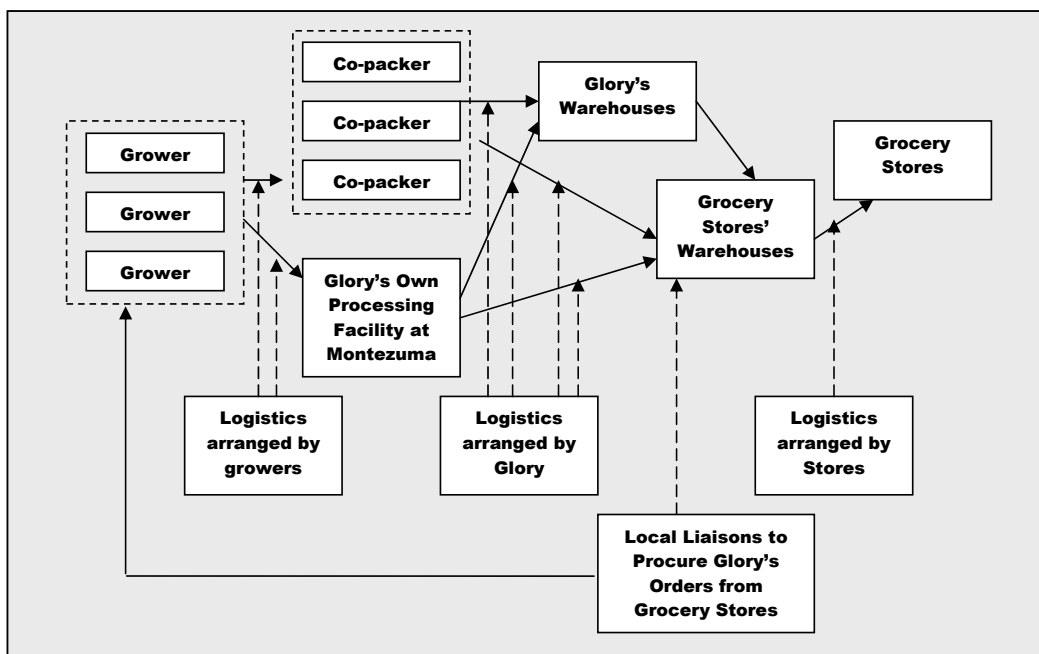 Co-packer
Co-packer
Co-packer
Grower
Grower
Grower
Glory's
Warehouses
Grocery
Stores
Grocery
Stores'
Warehouses
Glory's Own
Processing
Facility at
Montezuma
Logistics
arranged by
growers
Logistics
arranged by
Glory
Logistics
arranged by
Stores
Local Liaisons to
Procure Glory's
Orders from
Grocery Stores